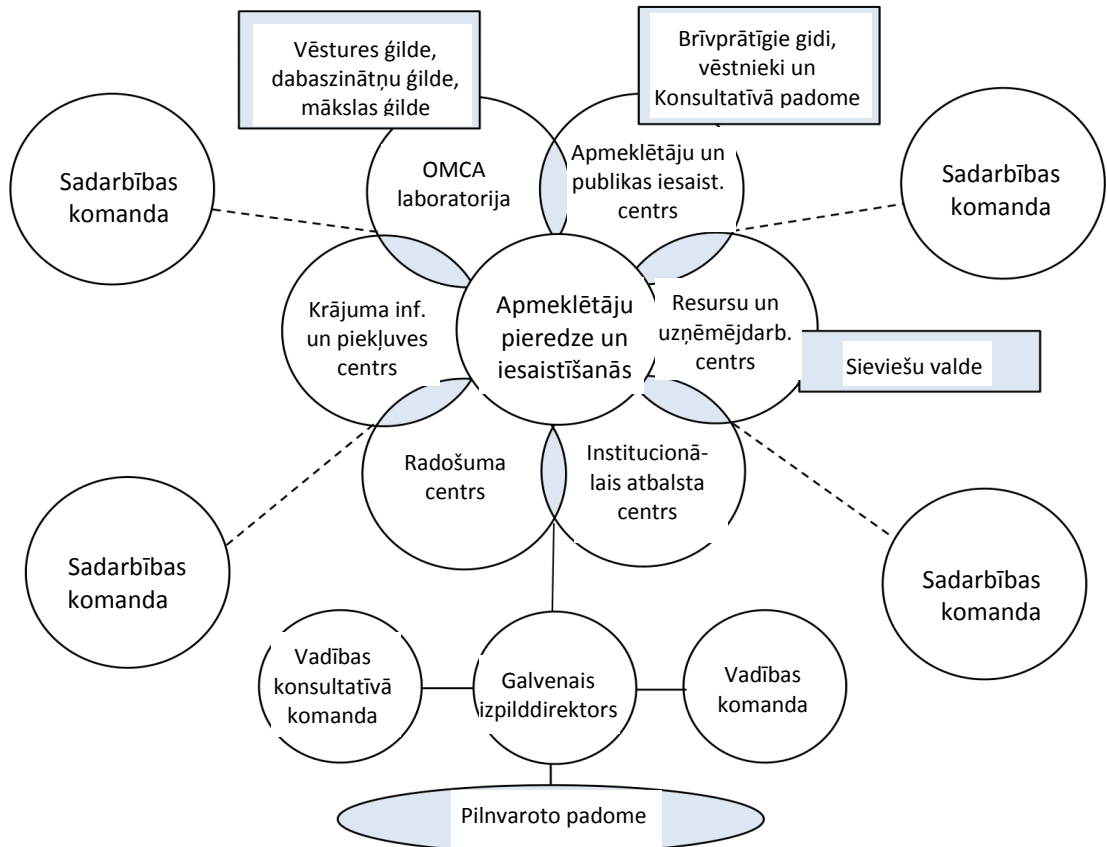 Vēstures ģilde,
dabaszinātņu ģilde,
mākslas ģilde
Brīvprātīgie gidi,
vēstnieki un
Konsultatīvā padome
Sadarbības
komanda
OMCA
laboratorija
Apmeklētāju un
publikas iesaist.
centrs
Sadarbības
komanda
Krājuma inf.
un piekļuves
centrs
Apmeklētāju
pieredze un
iesaistīšanās
Resursu un
uzņēmējdarb.
centrs
Sieviešu valde
Radošuma
centrs
Institucionā-
lais atbalsta
centrs
Sadarbības
komanda
Sadarbības
komanda
Vadības
konsultatīvā
komanda
Galvenais
izpilddirektors
Vadības
komanda
Pilnvaroto padome